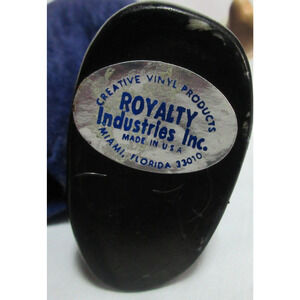 CREATIVE VINYL PRODUCTS
ROYALTY
Industries Inc.
MADE IN U.S.A
MIAMI, FLORIDA 33010